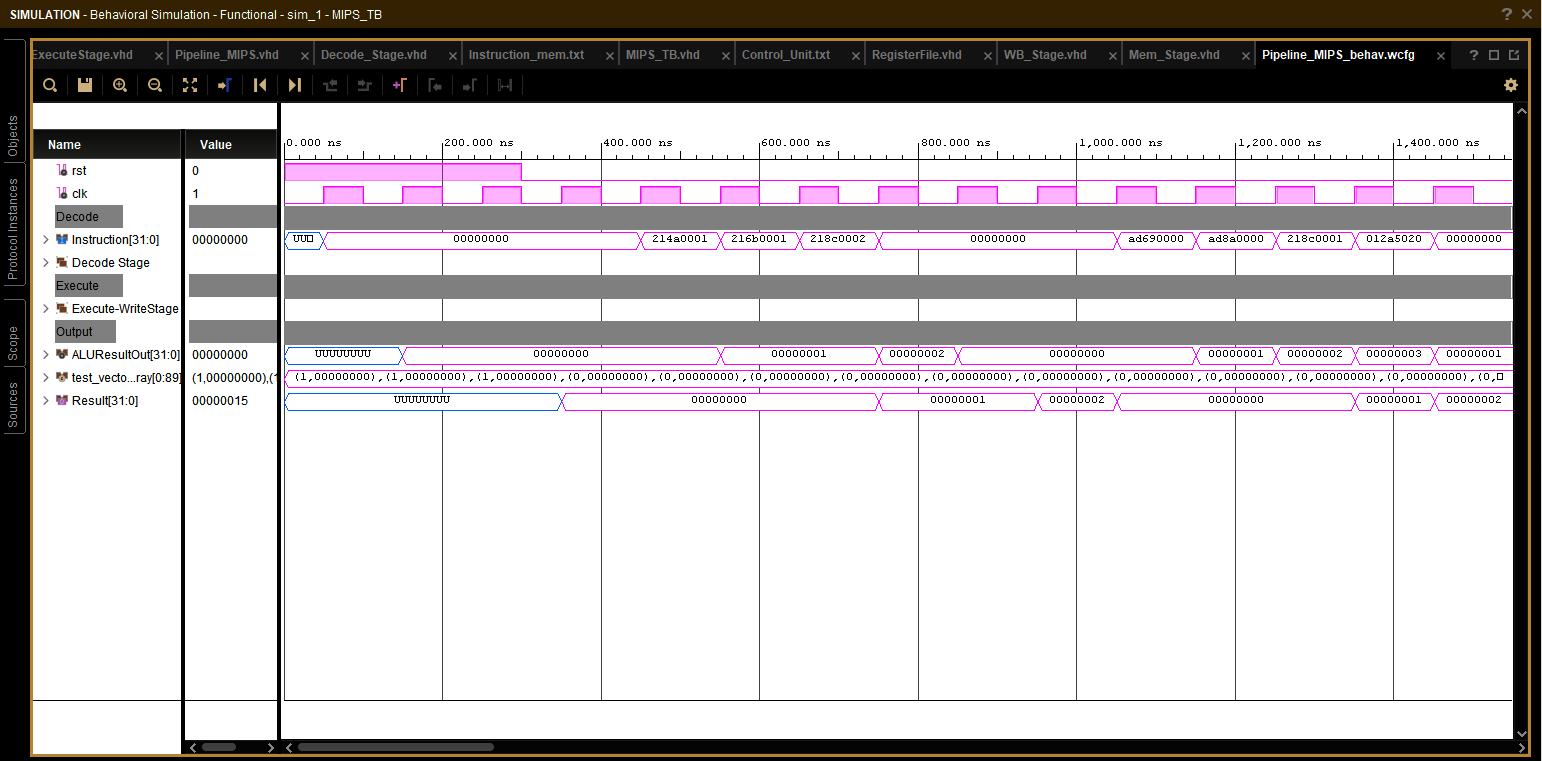 SIMULATION - Behavioral Simulation - Functional - sim_1 - MIPS_TB
ExecuteStage.vhd Pipeline_MIPS.vhd Decode_Stage.vhd Instruction_mem.txt MIPS_TB.vhd Control_Unit.txt RegisterFile.vhd WB_Stage.vhd Mem_Stage.vhd Pipeline_MIPS_behav.wcfg
Objects
Protocol Instances
Scope
Sources
Name Value
0.000 ns 200.000 ns 400.000 ns 600.000 ns 800.000 ns 1,000.000 ns 1,200.000 ns 1,400.000 ns
rst 0
clk 1
Decode
Instruction[31:0] 00000000 UU 00000000 214a0001 216b0001 218c0002 00000000 ad690000 ad8a0000 218c0001 012a5020 00000000
Decode Stage
Execute
Execute-WriteStage
Output
ALUResultOut[31:0] 00000000 UUUUUUUU 00000000 00000001 00000002 00000000 00000001 00000002 00000003 00000001
test_vecto...ray[0:89] (1,00000000),(1 (1,00000000),(1,00000000),(1,00000000),(0,00000000),(0,00000000),(0,00000000),(0,00000000),(0,00000000),(0,00000000),(0,00000000),(0,00000000),(0,00000000),(0,00000000),(0,
Result[31:0] 00000015 UUUUUUUU 00000000 00000001 00000002 00000000 00000001 00000002